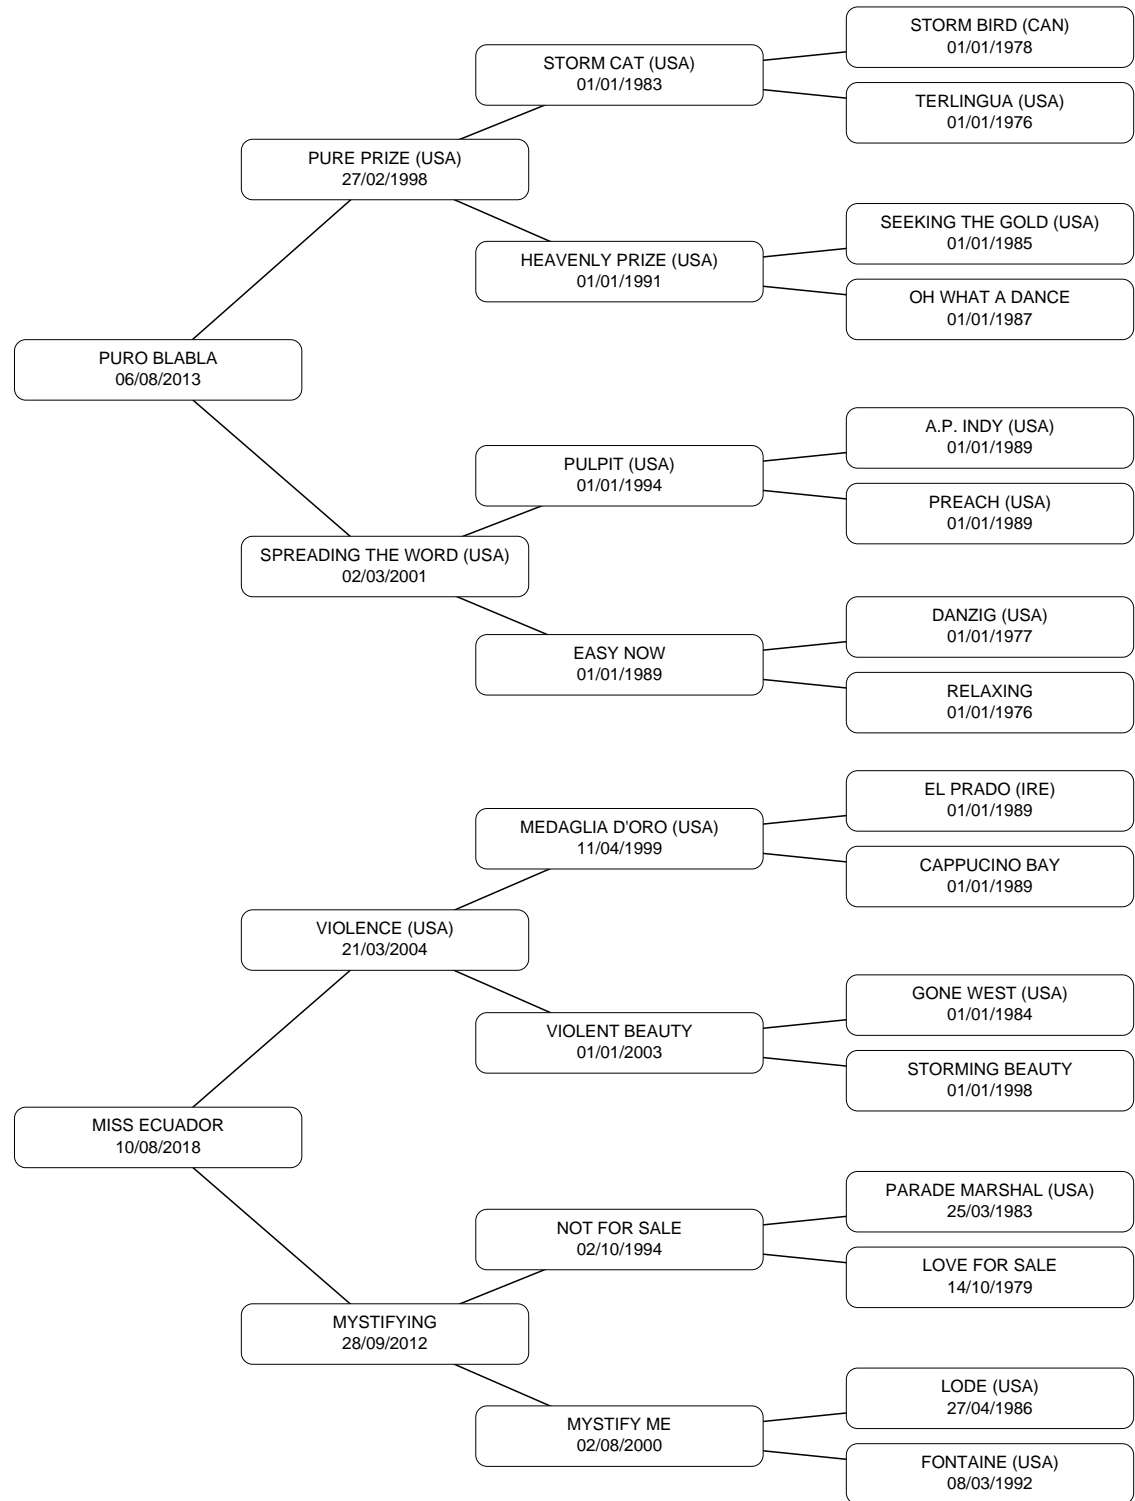 STORM BIRD (CAN)
01/01/1978
STORM CAT (USA)
01/01/1983
TERLINGUA (USA)
01/01/1976
PURE PRIZE (USA)
27/02/1998
SEEKING THE GOLD (USA)
01/01/1985
HEAVENLY PRIZE (USA)
01/01/1991
OH WHAT A DANCE
01/01/1987
PURO BLABLA
06/08/2013
A.P. INDY (USA)
01/01/1989
PULPIT (USA)
01/01/1994
PREACH (USA)
01/01/1989
SPREADING THE WORD (USA)
02/03/2001
DANZIG (USA)
01/01/1977
EASY NOW
01/01/1989
RELAXING
01/01/1976
EL PRADO (IRE)
01/01/1989
MEDAGLIA D'ORO (USA)
11/04/1999
CAPPUCINO BAY
01/01/1989
VIOLENCE (USA)
21/03/2004
GONE WEST (USA)
01/01/1984
VIOLENT BEAUTY
01/01/2003
STORMING BEAUTY
01/01/1998
MISS ECUADOR
10/08/2018
PARADE MARSHAL (USA)
25/03/1983
NOT FOR SALE
02/10/1994
LOVE FOR SALE
14/10/1979
MYSTIFYING
28/09/2012
LODE (USA)
27/04/1986
MYSTIFY ME
02/08/2000
FONTAINE (USA)
08/03/1992